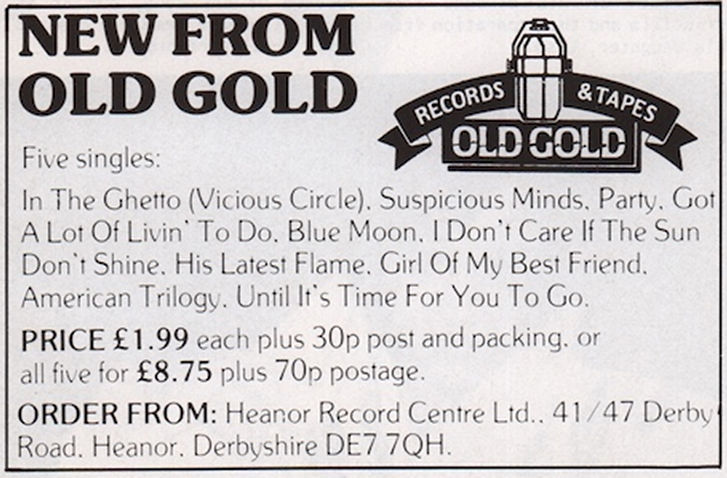 NEW FROM
OLD GOLD
RECORDS & TAPES
OLD GOLD
Five singles:
In The Ghetto (Vicious Circle), Suspicious Minds, Party, Got
A Lot Of Livin' To Do, Blue Moon, I Don't Care If The Sun
Don't Shine, His Latest Flame, Girl Of My Best Friend,
American Trilogy, Until It's Time For You To Go.
PRICE £1.99 each plus 30p post and packing, or
all five for £8.75 plus 70p postage.
ORDER FROM: Heanor Record Centre Ltd., 41/47 Derby
Road, Heanor, Derbyshire DE7 7QH.